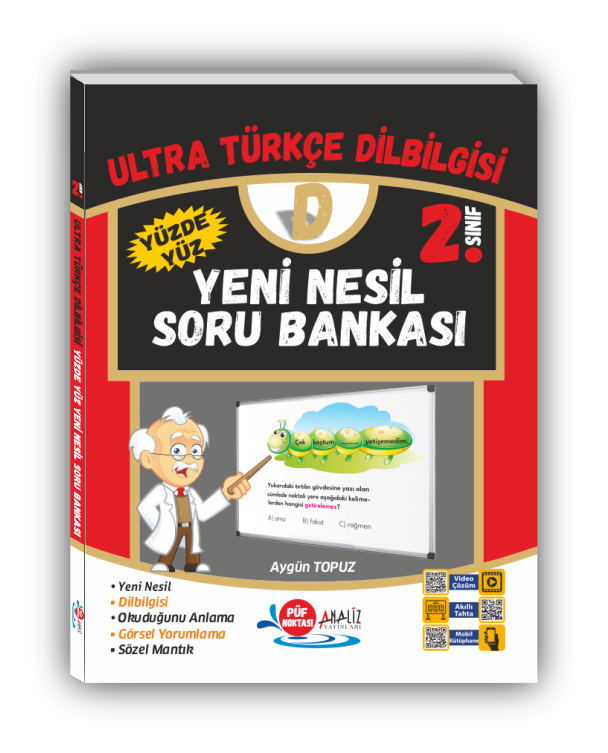 ULTRA TÜRKÇE DİLBİLGİSİ
D
YÜZDE
YÜZ
2. SINIF
YENİ NESİL
SORU BANKASI
Çok koştum .......... yetişemedim.
Yukarıdaki tırtılın gövdesine yazı olan
cümlede noktalı yere aşağıdaki kelime-
lerden hangisi getirelemez?
A) ama B) fakat C) rağmen
Aygün TOPUZ
• Yeni Nesil
• Dilbilgisi
• Okuduğunu Anlama
• Görsel Yorumlama
• Sözel Mantık
PÜF
NOKTASI
ANALİZ
YAYINLARI
Video
Çözüm
Akıllı
Tahta
Mobil
Kütüphane
2. SINIF
ULTRA TÜRKÇE DİLBİLGİSİ YÜZDE YÜZ YENİ NESİL SORU BANKASI